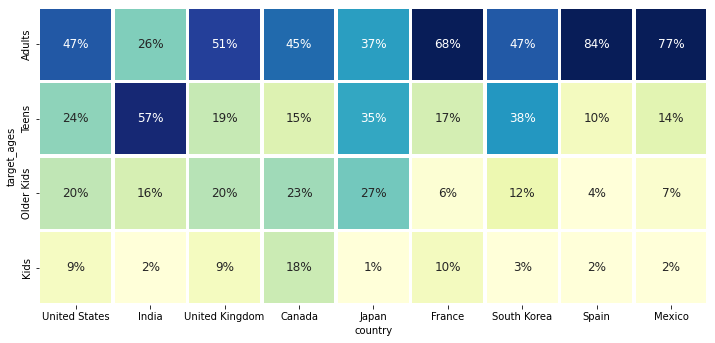 target_ages
Adults 47% 26% 51% 45% 37% 68% 47% 84% 77%
Teens 24% 57% 19% 15% 35% 17% 38% 10% 14%
Older Kids 20% 16% 20% 23% 27% 6% 12% 4% 7%
Kids 9% 2% 9% 18% 1% 10% 3% 2% 2%
United States India United Kingdom Canada Japan France South Korea Spain Mexico
country